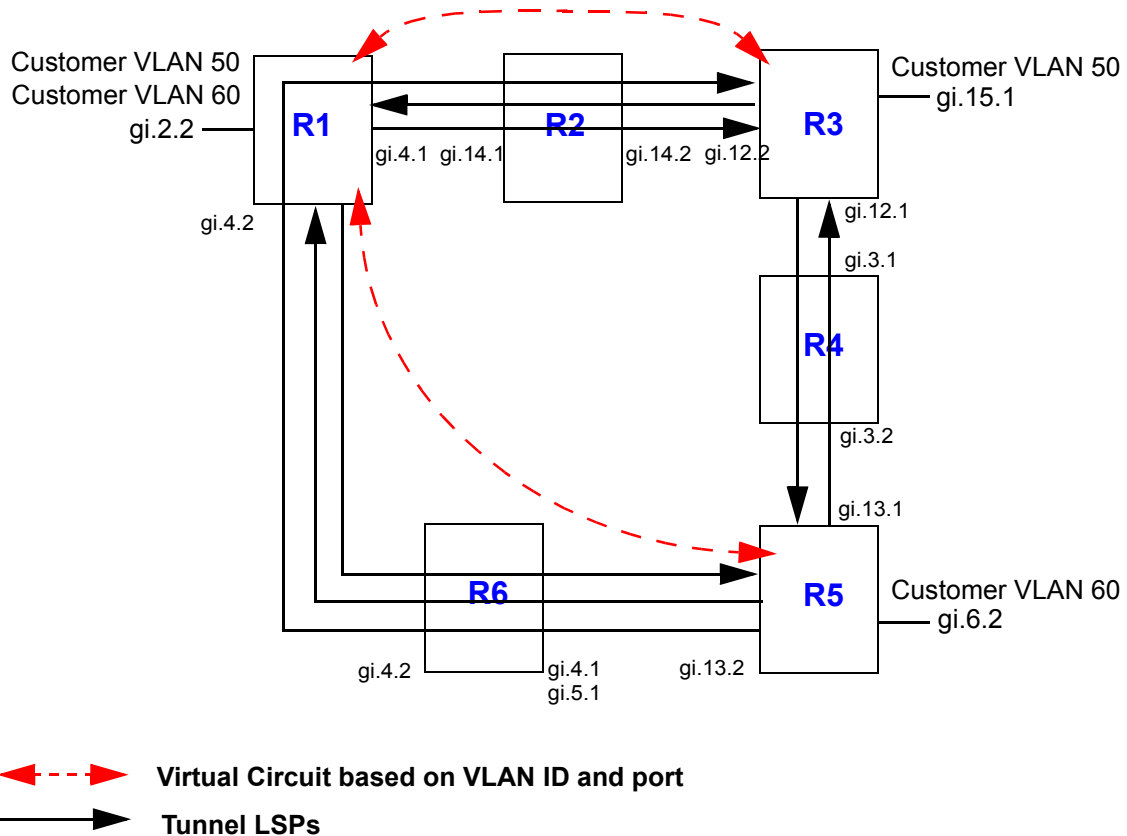 Customer VLAN 50
Customer VLAN 60
gi.2.2
R1
R2
R3
Customer VLAN 50
gi.15.1
gi.4.1
gi.14.1
gi.14.2
gi.12.2
gi.4.2
gi.12.1
gi.3.1
R4
gi.3.2
gi.13.1
R6
R5
Customer VLAN 60
gi.6.2
gi.4.2
gi.4.1
gi.5.1
gi.13.2
Virtual Circuit based on VLAN ID and port
Tunnel LSPs